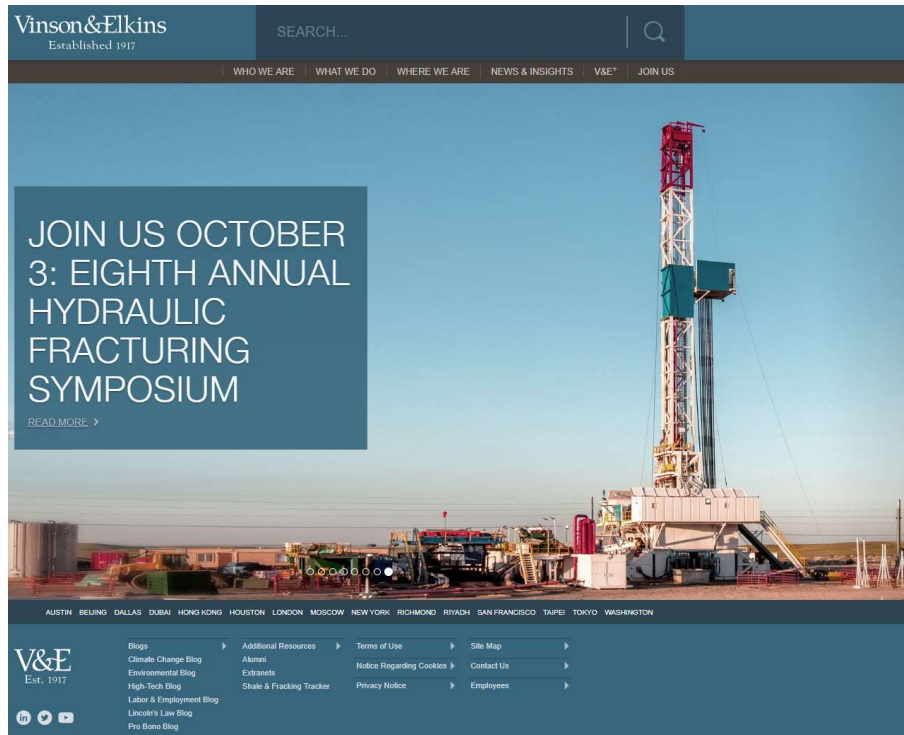 Vinson&Elkins
Established 1917
SEARCH...
WHO WE ARE WHAT WE DO WHERE WE ARE NEWS & INSIGHTS V&E+ JOIN US
JOIN US OCTOBER
3: EIGHTH ANNUAL
HYDRAULIC
FRACTURING
SYMPOSIUM
READ MORE >
AUSTIN BEIJING DALLAS DUBAI HONG KONG HOUSTON LONDON MOSCOW NEW YORK RICHMOND RIYADH SAN FRANCISCO TAIPEI TOKYO WASHINGTON
V&E
Est. 1917
Blogs
Climate Change Blog
Environmental Blog
High-Tech Blog
Labor & Employment Blog
Lincoln's Law Blog
Pro Bono Blog
Additional Resources
Alumni
Extranets
Shale & Fracking Tracker
Terms of Use
Notice Regarding Cookies
Privacy Notice
Site Map
Contact Us
Employees
in